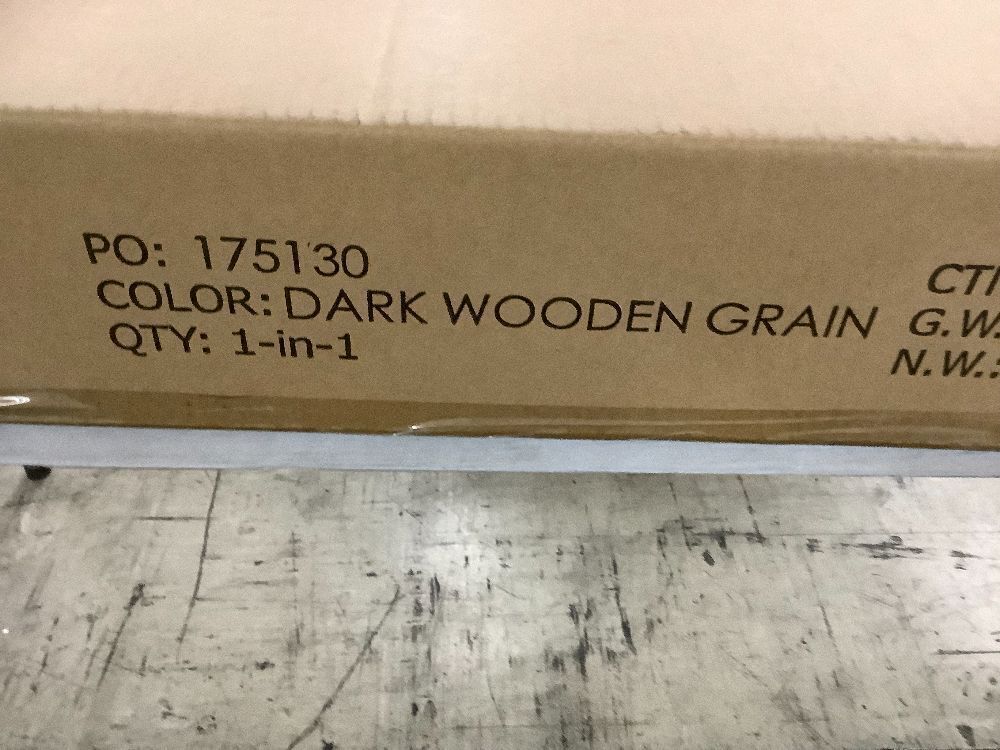 PO: 175130
COLOR: DARK WOODEN GRAIN
QTY: 1-in-1
G.W.
N.W.: